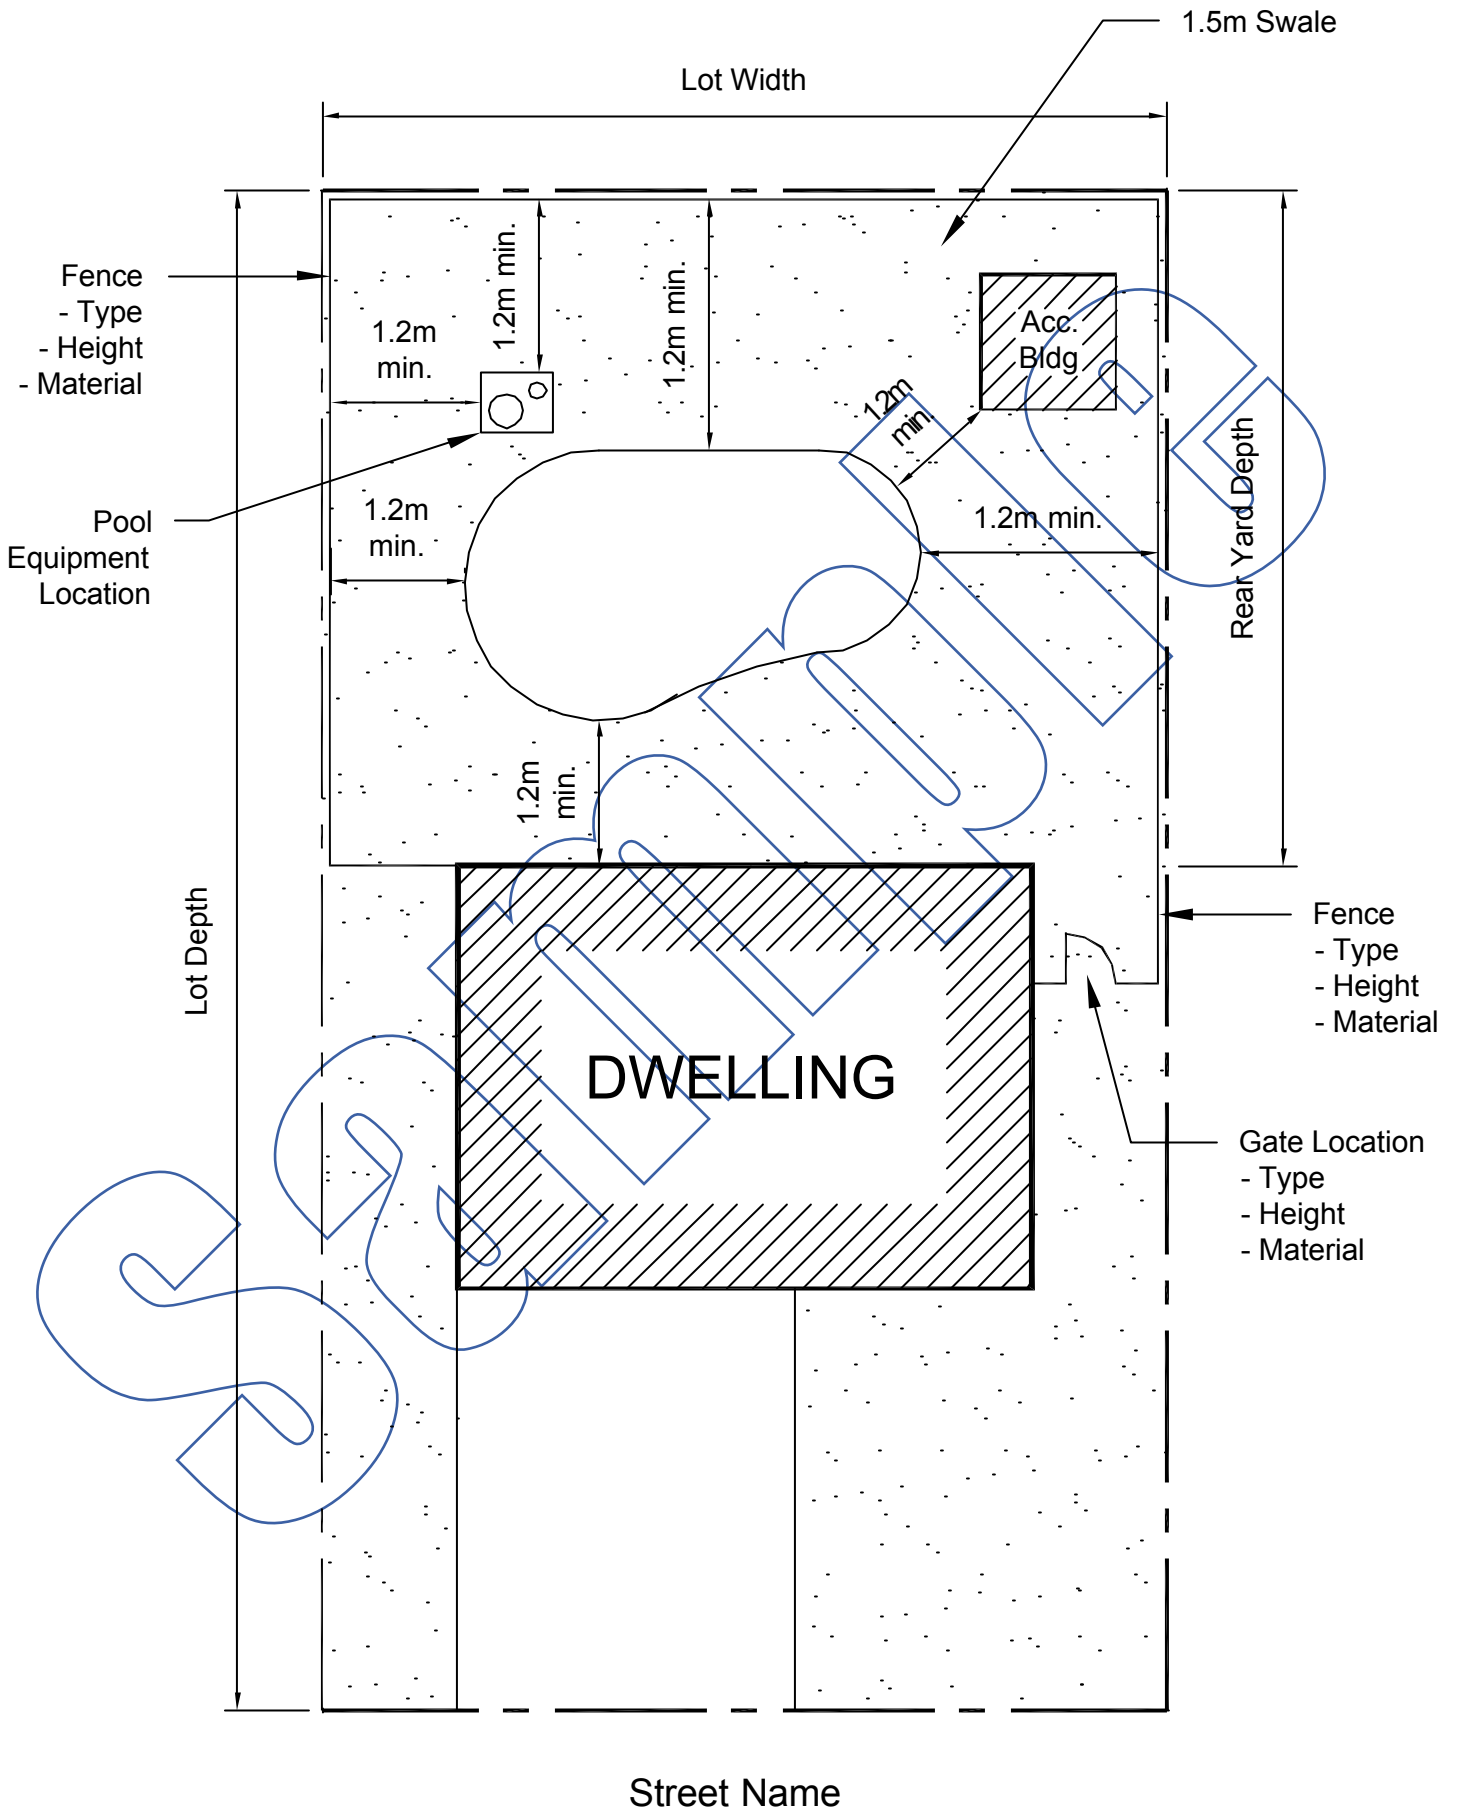 1.5m Swale
Lot Width
Fence
- Type
- Height
- Material
1.2m
min.
1.2m min.
1.2m min.
Acc.
Bldg
1.2m
min.
Pool
Equipment
Location
1.2m
min.
1.2m min.
Rear Yard Depth
1.2m
min.
Lot Depth
Fence
- Type
- Height
- Material
DWELLING
Gate Location
- Type
- Height
- Material
Sample
Street Name